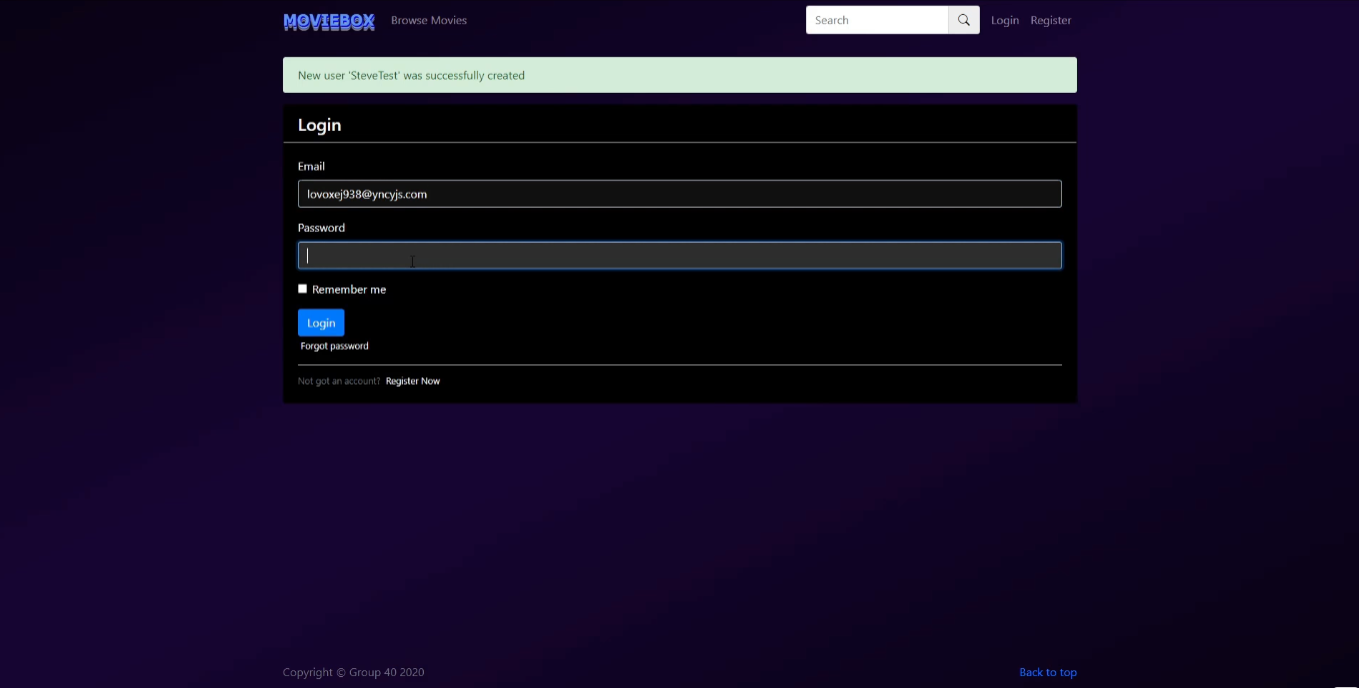 MOVIEBOX Browse Movies Search Login Register
New user 'SteveTest' was successfully created
Login
Email
lovoxej938@yncyjs.com
Password
Remember me
Login
Forgot password
Not got an account? Register Now
Copyright © Group 40 2020 Back to top